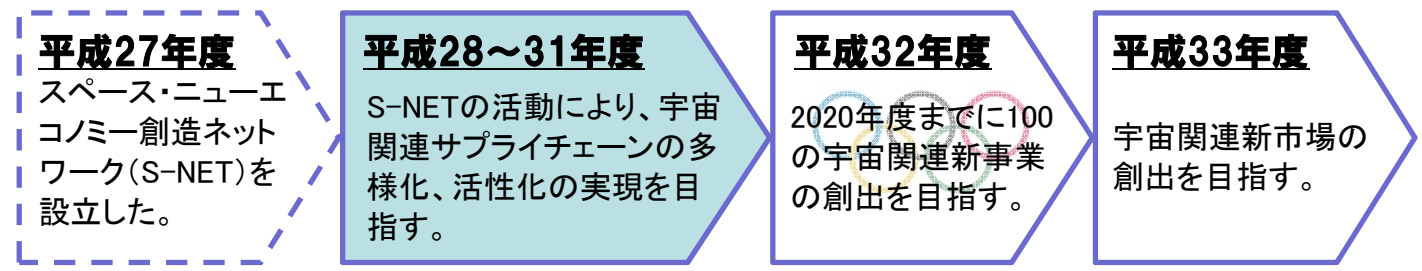 平成27年度
スペース・ニューエ
コノミー創造ネット
ワーク（S-NET）を
設立した。
平成28～31年度
S-NETの活動により、宇宙
関連サプライチェーンの多
様化、活性化の実現を目
指す。
平成32年度
2020年度までに100
の宇宙関連新事業
の創出を目指す。
平成33年度
宇宙関連新市場の
創出を目指す。